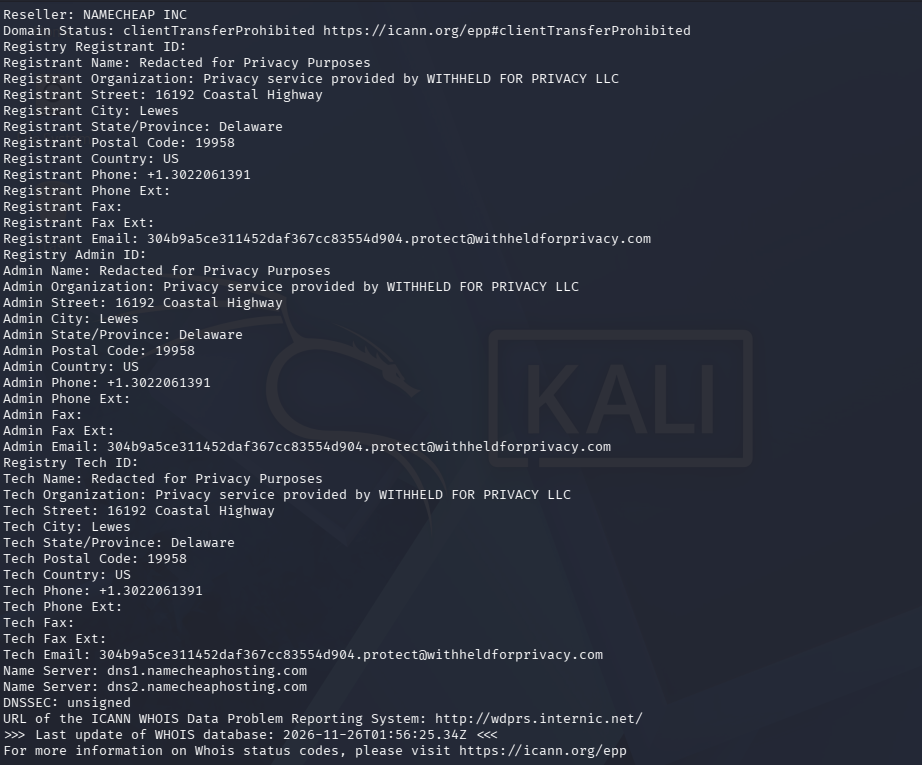 Reseller: NAMECHEAP INC
Domain Status: clientTransferProhibited https://icann.org/epp#clientTransferProhibited
Registry Registrant ID:
Registrant Name: Redacted for Privacy Purposes
Registrant Organization: Privacy service provided by WITHHELD FOR PRIVACY LLC
Registrant Street: 16192 Coastal Highway
Registrant City: Lewes
Registrant State/Province: Delaware
Registrant Postal Code: 19958
Registrant Country: US
Registrant Phone: +1.3022061391
Registrant Phone Ext:
Registrant Fax:
Registrant Fax Ext:
Registrant Email: 304b9a5ce311452daf367cc83554d904.protect@withheldforprivacy.com
Registry Admin ID:
Admin Name: Redacted for Privacy Purposes
Admin Organization: Privacy service provided by WITHHELD FOR PRIVACY LLC
Admin Street: 16192 Coastal Highway
Admin City: Lewes
Admin State/Province: Delaware
Admin Postal Code: 19958
Admin Country: US
Admin Phone: +1.3022061391
Admin Phone Ext:
Admin Fax:
Admin Fax Ext:
Admin Email: 304b9a5ce311452daf367cc83554d904.protect@withheldforprivacy.com
Registry Tech ID:
Tech Name: Redacted for Privacy Purposes
Tech Organization: Privacy service provided by WITHHELD FOR PRIVACY LLC
Tech Street: 16192 Coastal Highway
Tech City: Lewes
Tech State/Province: Delaware
Tech Postal Code: 19958
Tech Country: US
Tech Phone: +1.3022061391
Tech Phone Ext:
Tech Fax:
Tech Fax Ext:
Tech Email: 304b9a5ce311452daf367cc83554d904.protect@withheldforprivacy.com
Name Server: dns1.namecheaphosting.com
Name Server: dns2.namecheaphosting.com
DNSSEC: unsigned
URL of the ICANN WHOIS Data Problem Reporting System: http://wdprs.internic.net/
>>> Last update of WHOIS database: 2026-11-26T01:56:25.34Z <<<
For more information on Whois status codes, please visit https://icann.org/epp
KALI